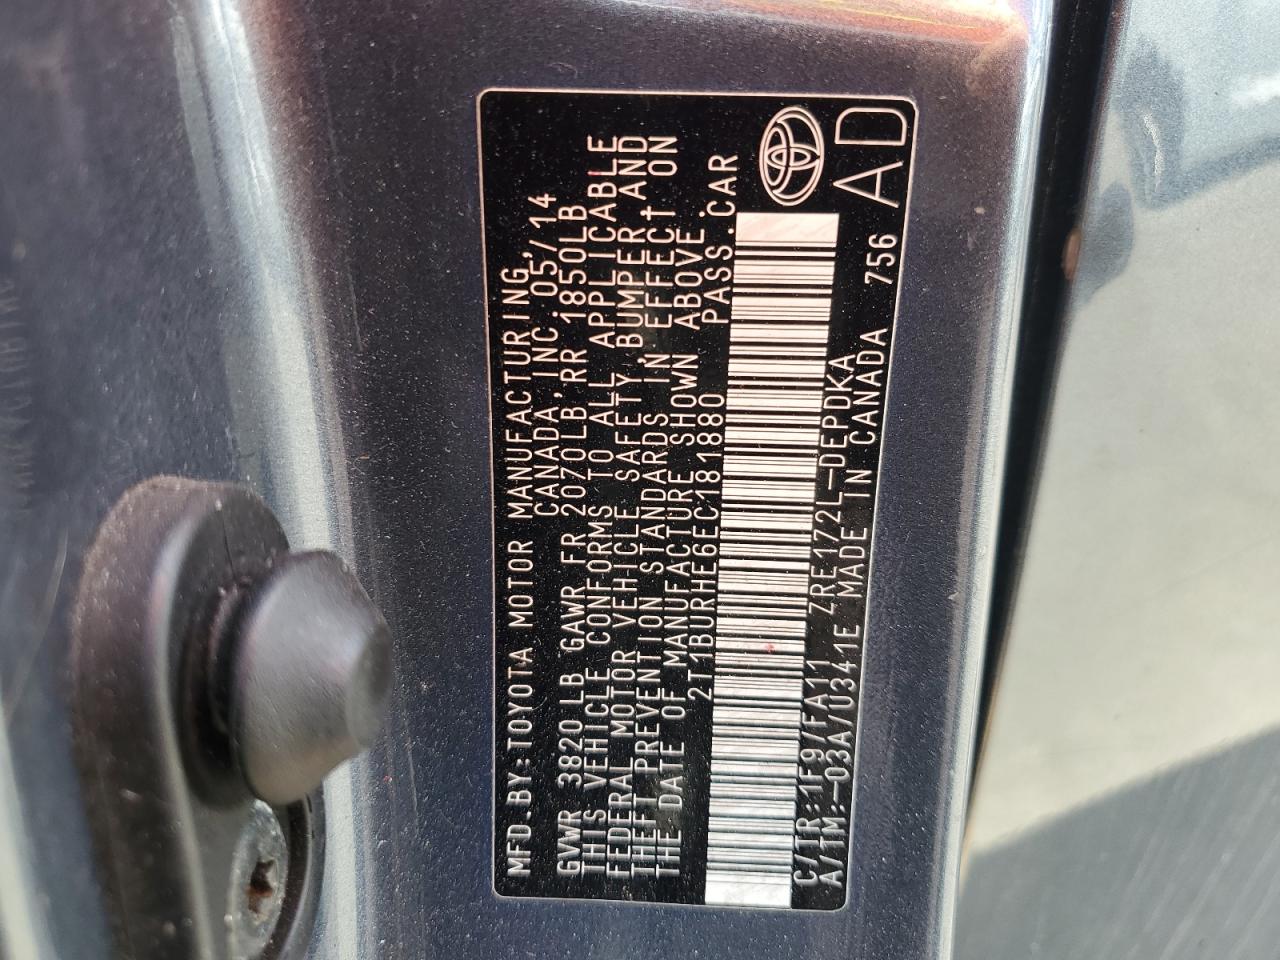 MFD.BY:TOYOTA MOTOR MANUFACTURING,
CANADA,INC.05/14
GVWR 3820LB GAWR FR 2070LB,RR 1850LB
THIS VEHICLE CONFORMS TO ALL APPLICABLE
FEDERAL MOTOR VEHICLE SAFETY,BUMPER,AND
THEFT PREVENTION STANDARDS IN EFFECT ON
THE DATE OF MANUFACTURE SHOWN ABOVE.
2T1BURHE6EC181880 PASS.CAR
C/TR:1F9/FA11 ZRE172L-DEPDKA
A/TM:-03A/U341E MADE IN CANADA 756
AD